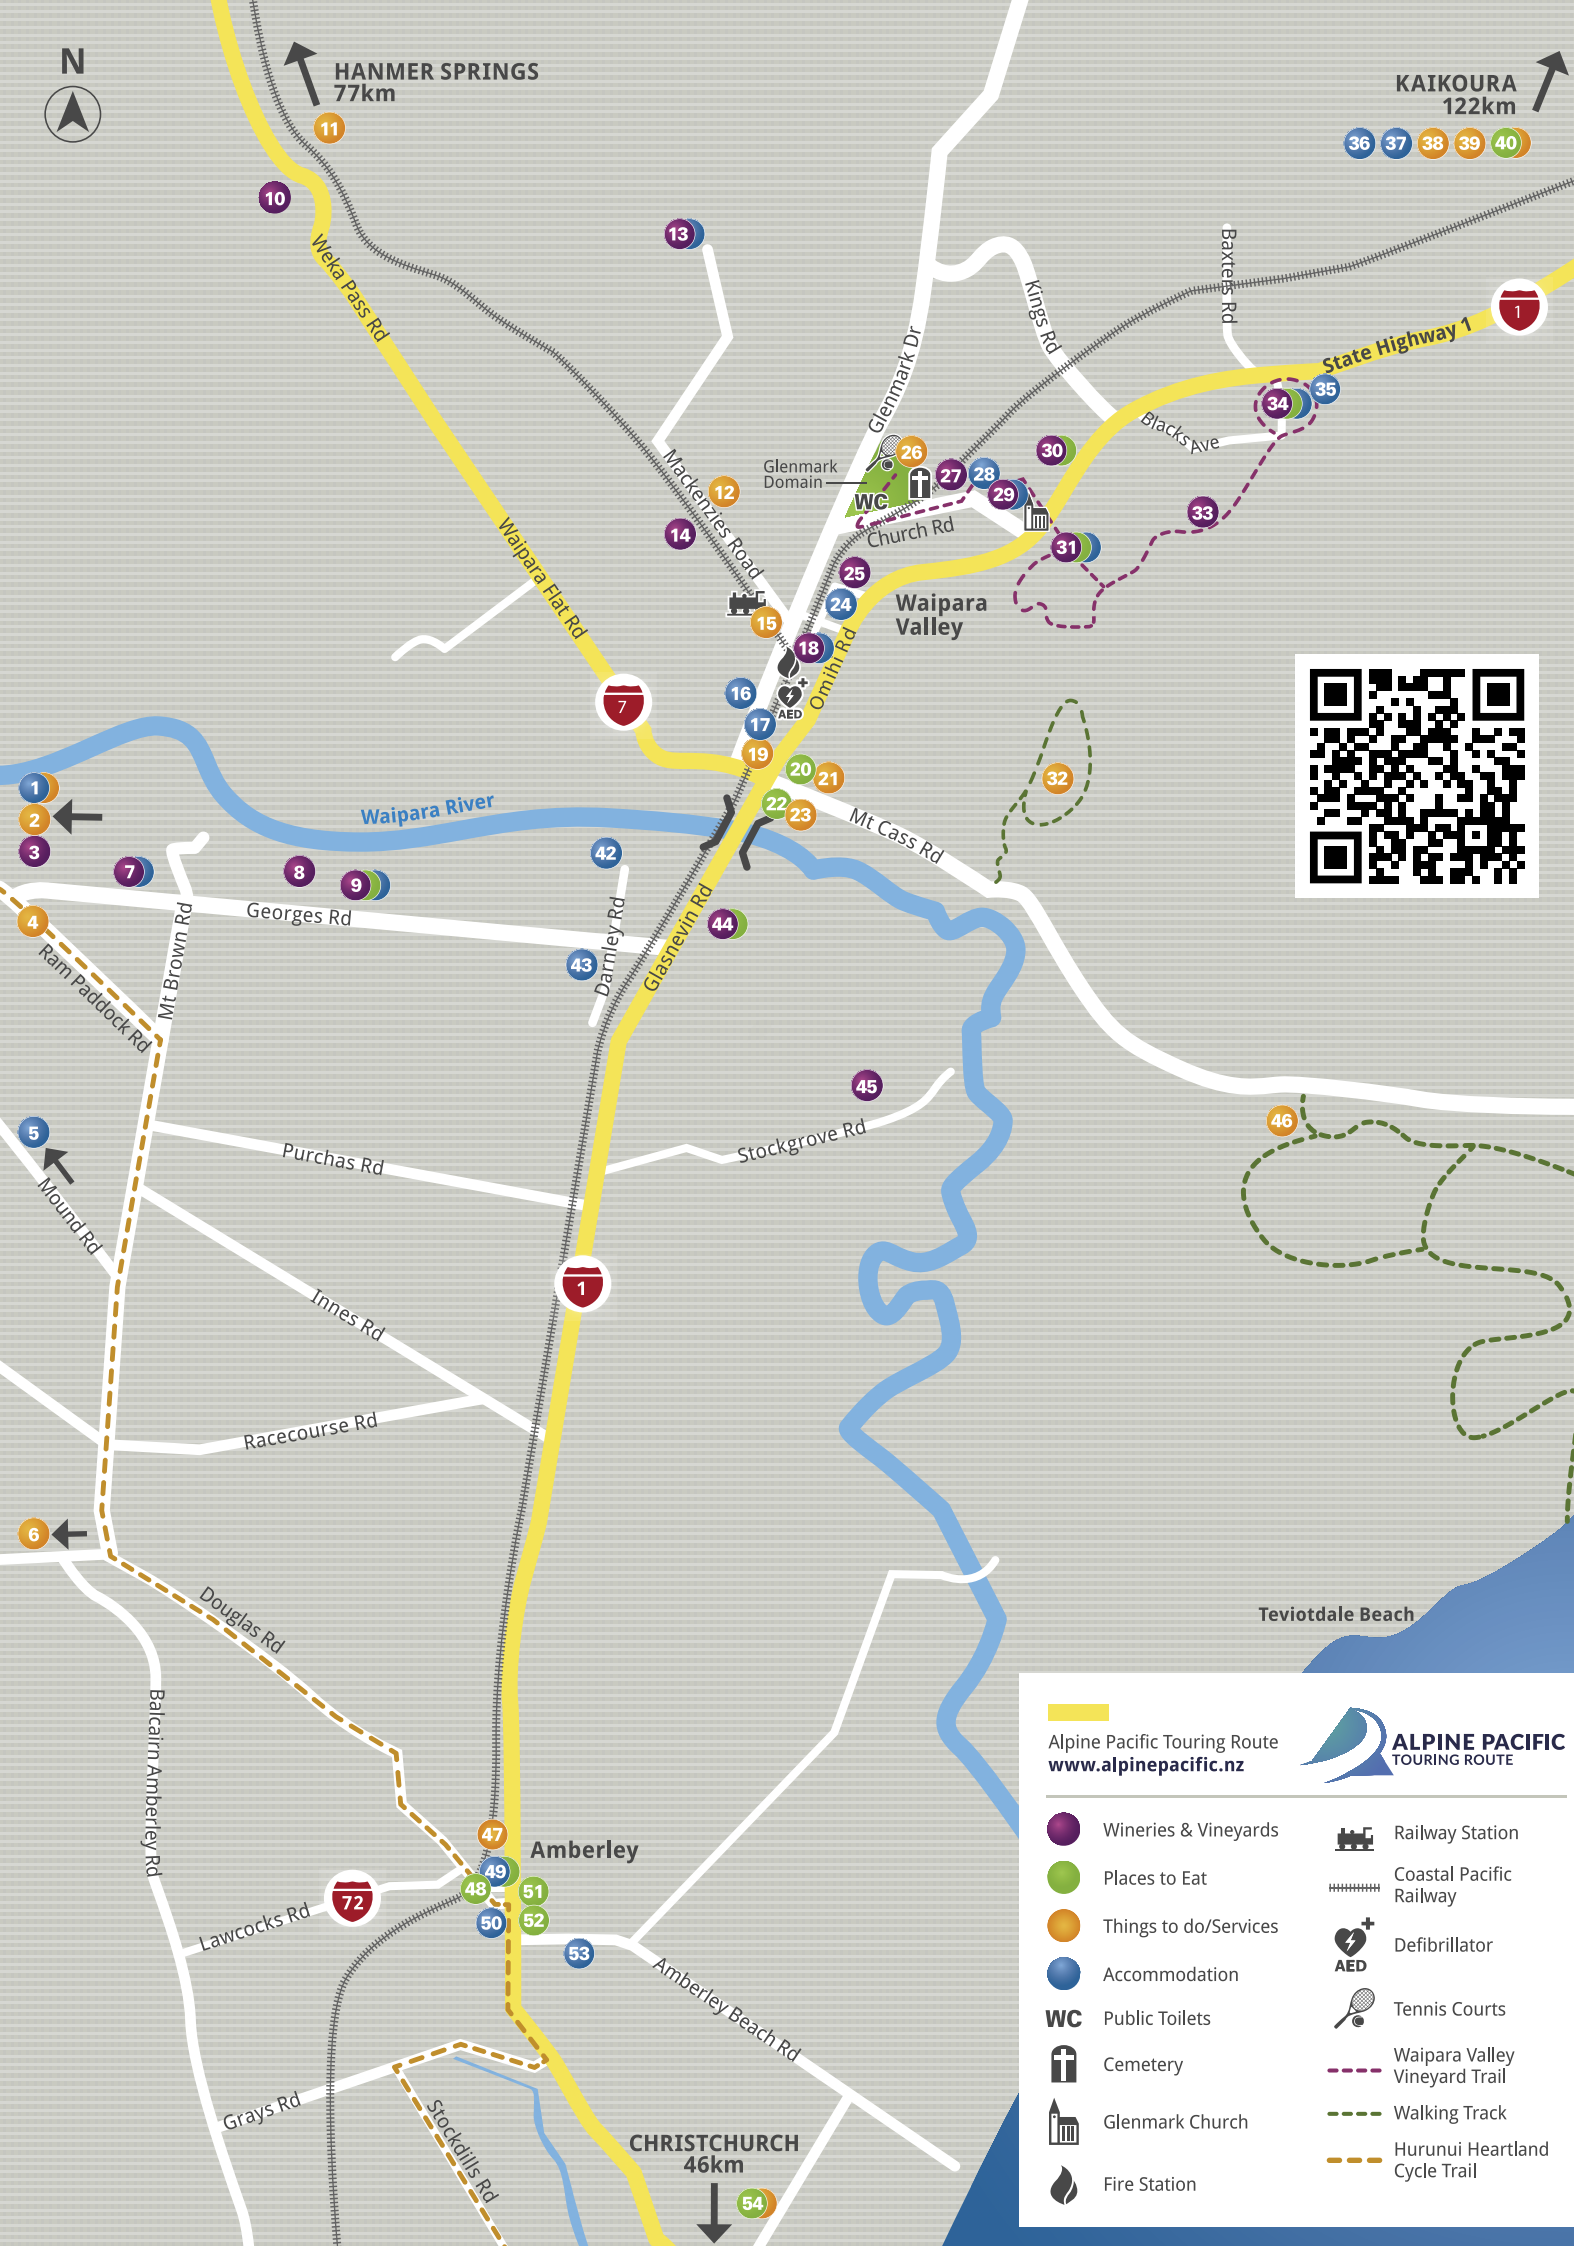 N
HANMER SPRINGS
77km
11
10
KAIKOURA
122km
36 37 38 39 40
13
Weka Pass Rd
Baxters Rd
Kings Rd
Glenmark Dr
State Highway 1
1
35
34
Blacks Ave
30
26
Glenmark
Domain
WC
27
28
29
33
Mackenzies Road
12
14
Church Rd
31
25
24
Waipara
Valley
Waipara Flat Rd
15
18
Omihi Rd
16
AED
17
7
19
20
21
22
23
32
Mt Cass Rd
1
2
3
Waipara River
7
8
9
42
Georges Rd
4
Ram Paddock Rd
Mt Brown Rd
43
Darnley Rd
Glasnevin Rd
44
45
Stockgrove Rd
46
5
Mound Rd
Purchas Rd
1
Innes Rd
Racecourse Rd
6
Douglas Rd
Balcairn Amberley Rd
47
Amberley
49
48
51
50
52
53
72
Lawcocks Rd
Amberley Beach Rd
Grays Rd
Stockdills Rd
CHRISTCHURCH
46km
54
Teviotdale Beach
Alpine Pacific Touring Route
www.alpinepacific.nz
ALPINE PACIFIC
TOURING ROUTE
Wineries & Vineyards
Places to Eat
Things to do/Services
Accommodation
WC Public Toilets
Cemetery
Glenmark Church
Fire Station
Railway Station
Coastal Pacific
Railway
Defibrillator
AED
Tennis Courts
Waipara Valley
Vineyard Trail
Walking Track
Hurunui Heartland
Cycle Trail